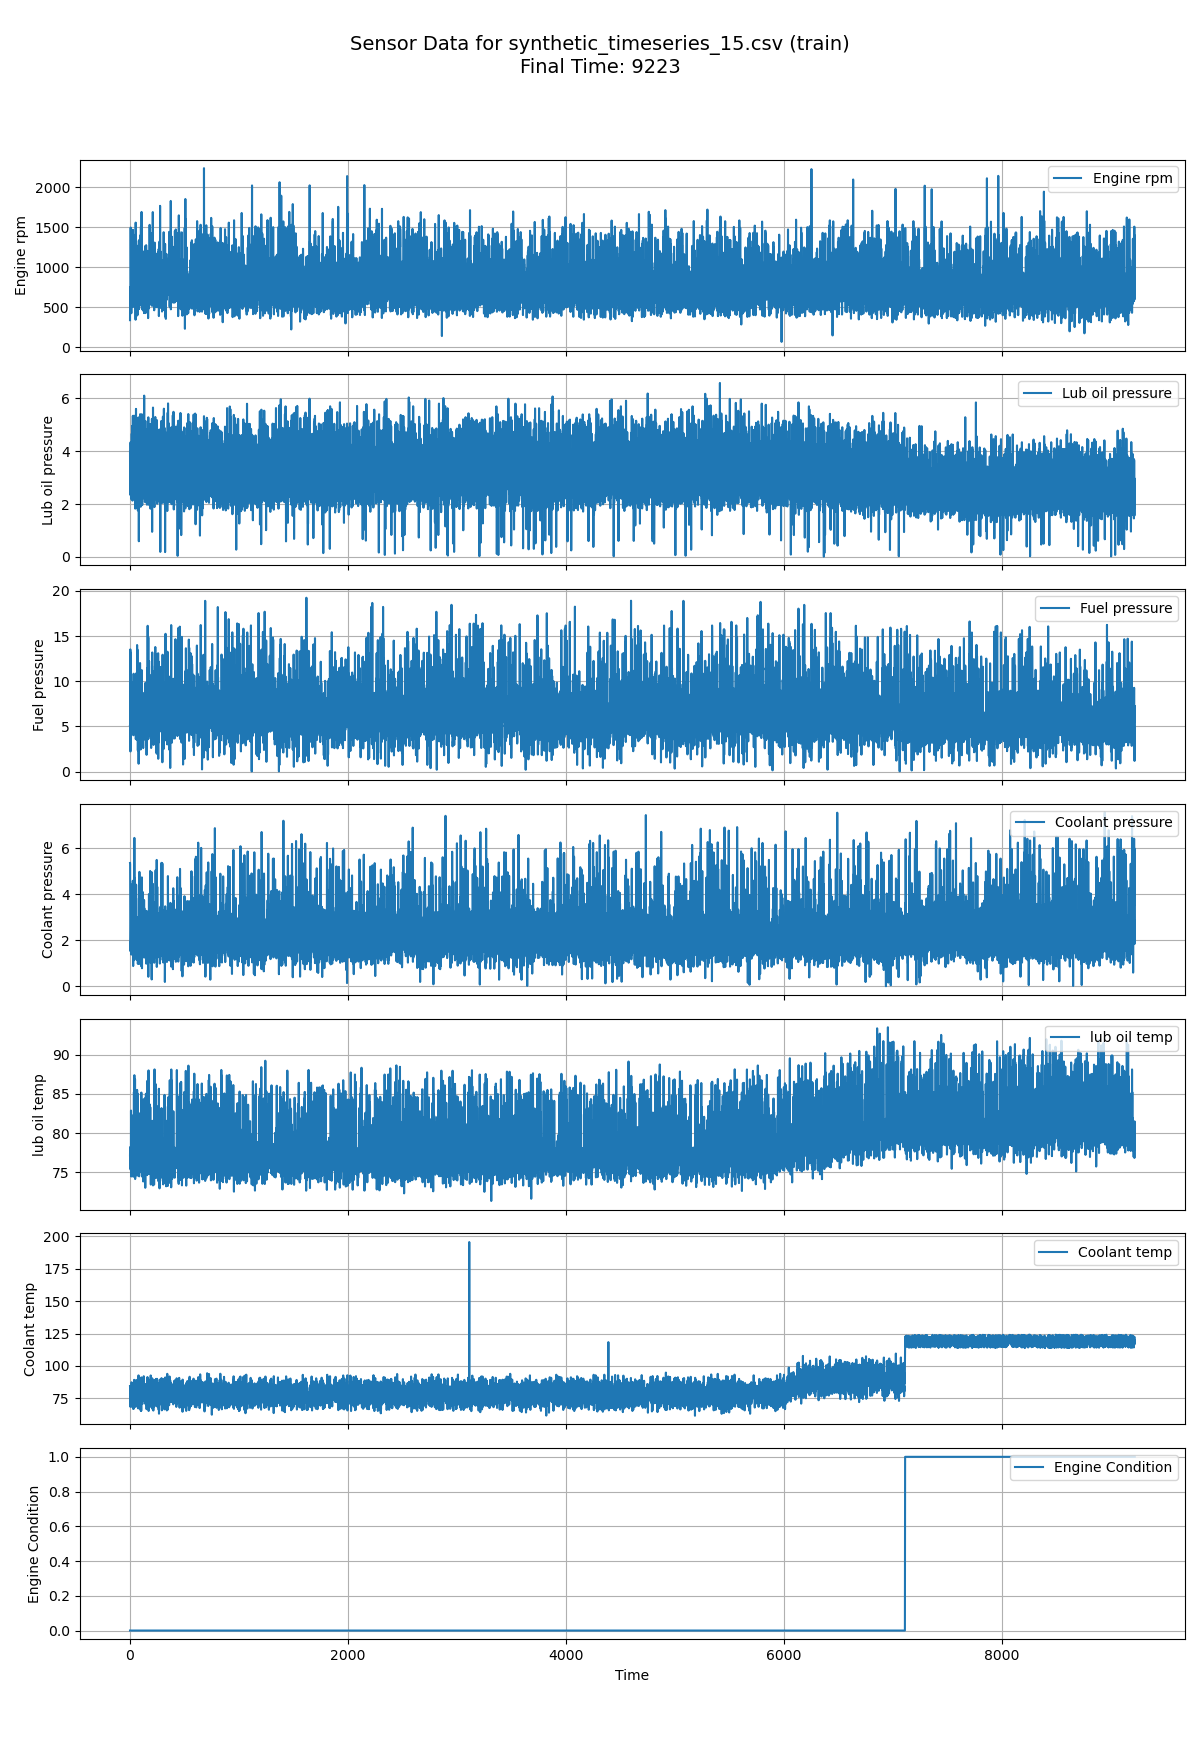 Sensor Data for synthetic_timeseries_15.csv (train)
Final Time: 9223
Engine rpm
2000
1500
1000
500
0
Engine rpm
Lub oil pressure
6
4
2
0
Lub oil pressure
Fuel pressure
20
15
10
5
0
Fuel pressure
Coolant pressure
6
4
2
0
Coolant pressure
lub oil temp
90
85
80
75
lub oil temp
Coolant temp
200
175
150
125
100
75
Coolant temp
Engine Condition
1.0
0.8
0.6
0.4
0.2
0.0
Engine Condition
0 2000 4000 6000 8000
Time